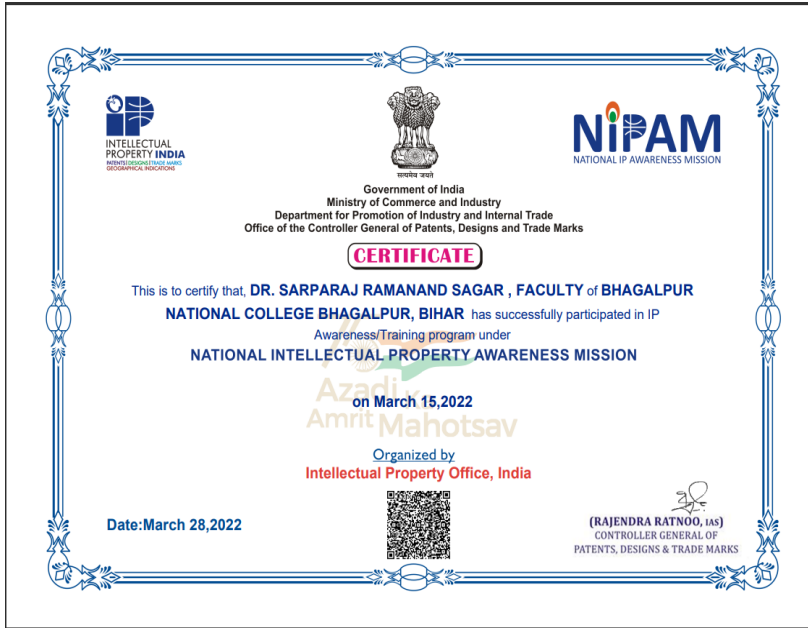 iP
INTELLECTUAL
PROPERTY INDIA
PATENTS|DESIGNS|TRADE MARKS
GEOGRAPHICAL INDICATIONS
सत्यमेव जयते
NiPAM
NATIONAL IP AWARENESS MISSION
Government of India
Ministry of Commerce and Industry
Department for Promotion of Industry and Internal Trade
Office of the Controller General of Patents, Designs and Trade Marks
CERTIFICATE
This is to certify that, DR. SARPARAJ RAMANAND SAGAR , FACULTY of BHAGALPUR
NATIONAL COLLEGE BHAGALPUR, BIHAR has successfully participated in IP
Awareness/Training program under
NATIONAL INTELLECTUAL PROPERTY AWARENESS MISSION
on March 15,2022
Azadi Ka
Amrit Mahotsav
Organized by
Intellectual Property Office, India
Date:March 28,2022
(RAJENDRA RATNOO, IAS)
CONTROLLER GENERAL OF
PATENTS, DESIGNS & TRADE MARKS